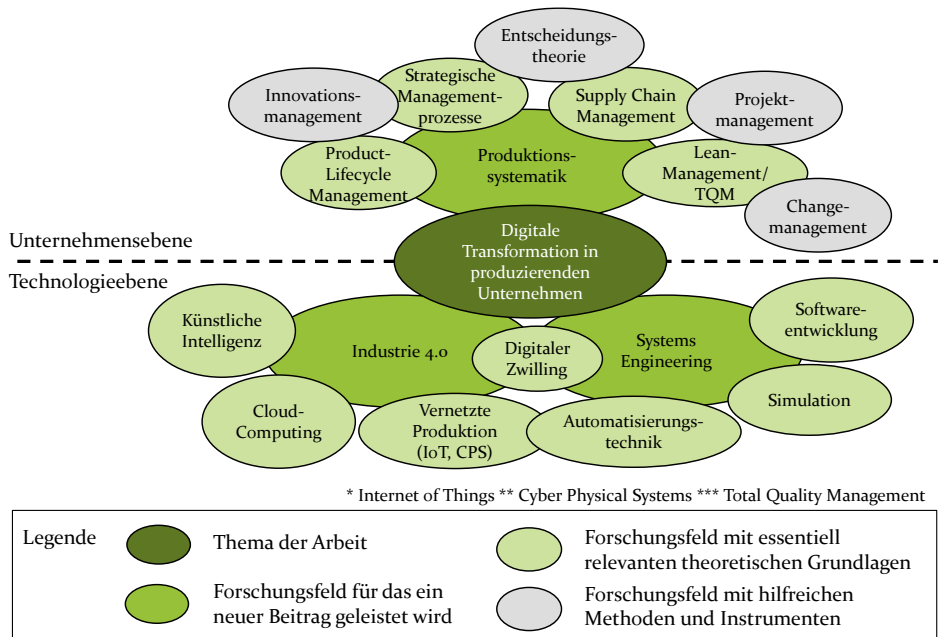 Entscheidungs-
theorie
Strategische
Management-
prozesse
Innovations-
management
Supply Chain
Management
Projekt-
management
Product-
Lifecycle
Management
Produktions-
systematik
Lean-
Management/
TQM
Change-
management
Unternehmensebene
Digitale
Transformation in
produzierenden
Unternehmen
Technologieebene
Künstliche
Intelligenz
Industrie 4.0
Digitaler
Zwilling
Systems
Engineering
Software-
entwicklung
Cloud-
Computing
Vernetzte
Produktion
(IoT, CPS)
Automatisierungs-
technik
Simulation
* Internet of Things ** Cyber Physical Systems *** Total Quality Management
Legende
Thema der Arbeit
Forschungsfeld mit essentiell
relevanten theoretischen Grundlagen
Forschungsfeld für das ein
neuer Beitrag geleistet wird
Forschungsfeld mit hilfreichen
Methoden und Instrumenten